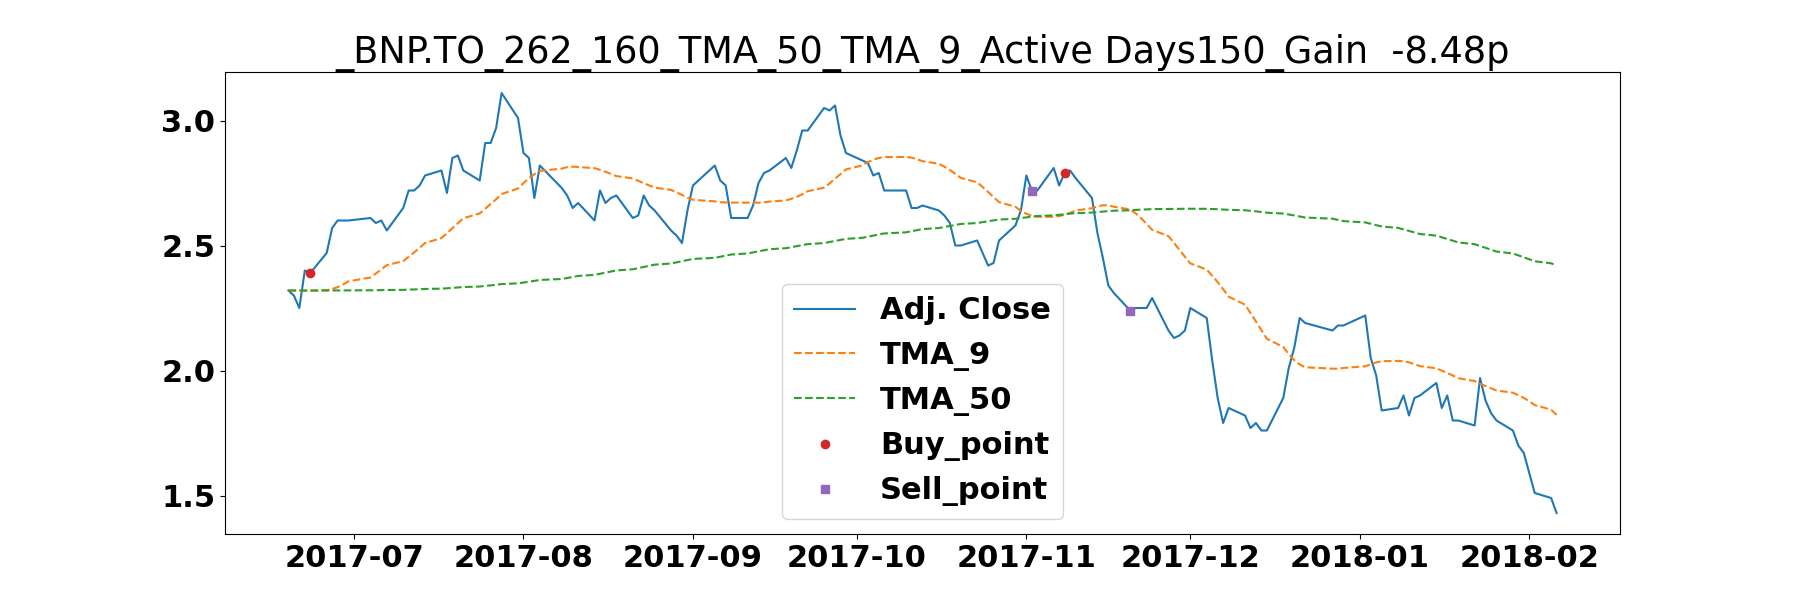 _BNP.TO_262_160_TMA_50_TMA_9_Active Days150_Gain  -8.48p
3.0
2.5
2.0
1.5
Adj. Close
TMA_9
TMA_50
Buy_point
Sell_point
2017-07 2017-08 2017-09 2017-10 2017-11 2017-12 2018-01 2018-02